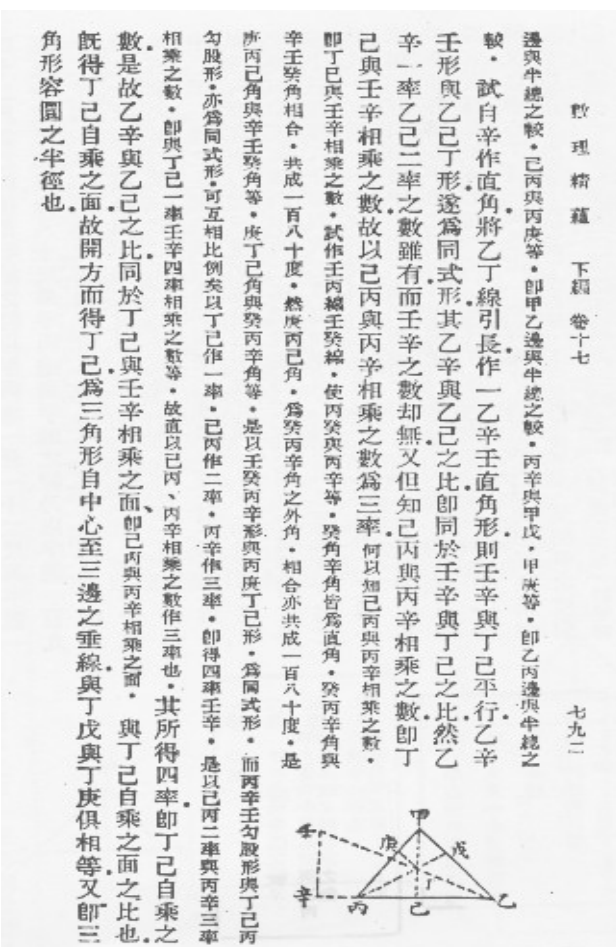 數理精蘊 下編 卷十七
七九二
邊與半總之較·己丙與丙庚等·卽甲乙邊與半總之較·丙辛與甲戊·甲庚等·卽乙丙邊與半總之
較·試自辛作直角將乙丁線引長作一乙辛壬直角形則壬辛與丁己平行乙辛
壬形與乙己丁形遂爲同式形其乙辛與乙己之比卽同於壬辛與丁己之比然乙
辛一率乙己二率之數雖有而壬辛之數却無又但知己丙與丙辛相乘之數卽丁
己與壬辛相乘之數故以己丙與丙辛相乘之數爲三率何以知己丙與丙辛相乘之數·
卽丁巳與壬辛相乘之數·試作壬丙線壬癸線·使丙癸與丙辛等·癸角辛角皆爲直角·癸丙辛角與
辛壬癸角相合·共成一百八十度·然庚丙己角·爲癸丙辛角之外角·相合亦共成一百八十度·是
庚丙己角與辛壬癸角等·庚丁己角與癸丙辛角等·是以壬癸丙辛形與丙庚丁己形·爲同式形·而丙辛壬勾股形與丁己丙
勾股形·亦爲同式形·可互相比例矣以丁己作一率·己丙作二率·丙辛作三率·卽得四率壬辛·是以己丙二率與丙辛三率
相乘之數·卽與丁己一率壬辛四率相乘之數等·故直以己丙、丙辛相乘之數作三率也·其所得四率卽丁己自乘之
數是故乙辛與乙己之比同於丁己與壬辛相乘之面、卽己丙與丙辛相乘之面·與丁己自乘之面之比也
旣得丁己自乘之面故開方而得丁己爲三角形自中心至三邊之垂線與丁戊與丁庚俱相等又卽三
角形容圓之半徑也
甲
壬
庚
戊
丁
辛
丙
己
乙